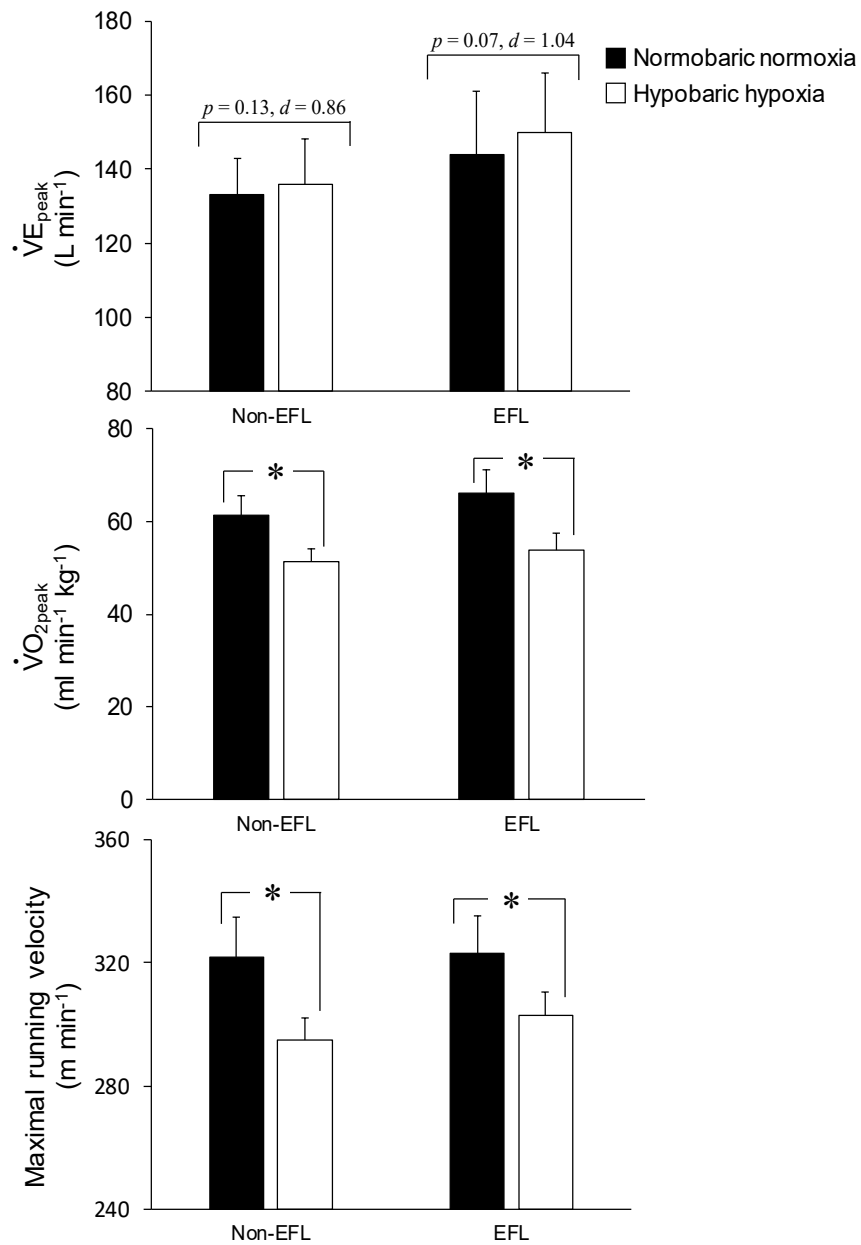 180
160
140
120
100
80
V̇E peak
(L min-1)
p = 0.13, d = 0.86
p = 0.07, d = 1.04
Normobaric normoxia
Hypobaric hypoxia
Non-EFL
EFL
80
60
40
20
0
V̇O2peak
(ml min-1 kg-1)
*
*
Non-EFL
EFL
360
320
280
240
Maximal running velocity
(m min-1)
*
*
Non-EFL
EFL